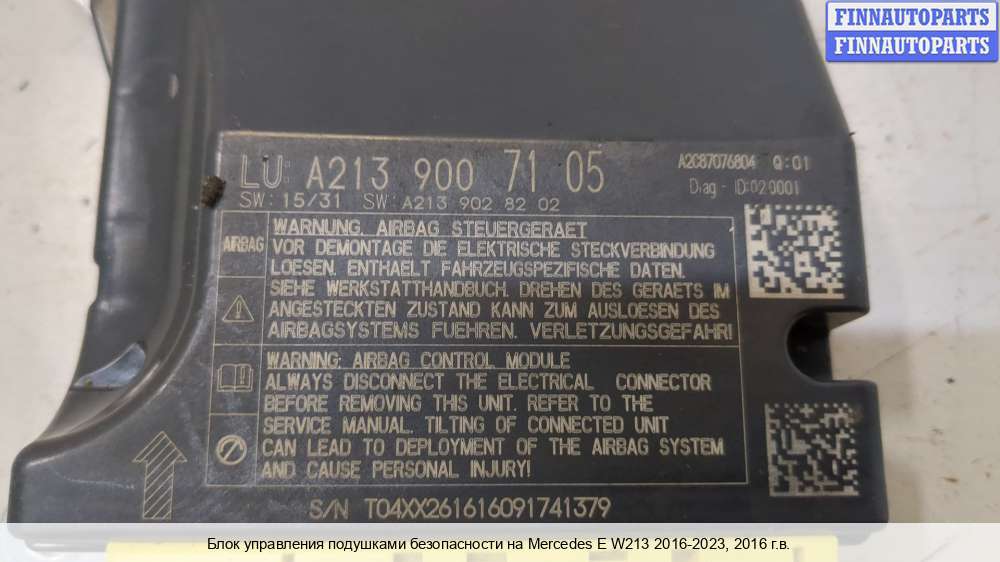 FINNAUTOPARTS
FINNAUTOPARTS
LU A213 900 71 05
A2C87076804 Q:01
SW: 15/31 SW: A213 902 82 02
Diag - ID:020001
AIRBAG
WARNUNG. AIRBAG STEUERGERAET
VOR DEMONTAGE DIE ELEKTRISCHE STECKVERBINDUNG
LOESEN. ENTHAELT FAHRZEUGSPEZIFISCHE DATEN.
SIEHE WERKSTATTHANDBUCH. DREHEN DES GERAETS IM
ANGESTECKTEN ZUSTAND KANN ZUM AUSLOESEN DES
AIRBAGSYSTEMS FUEHREN. VERLETZUNGSGEFAHR!
WARNING: AIRBAG CONTROL MODULE
ALWAYS DISCONNECT THE ELECTRICAL CONNECTOR
BEFORE REMOVING THIS UNIT. REFER TO THE
SERVICE MANUAL. TILTING OF CONNECTED UNIT
CAN LEAD TO DEPLOYMENT OF THE AIRBAG SYSTEM
AND CAUSE PERSONAL INJURY!
S/N T04XX261616091741379
Блок управления подушками безопасности на Mercedes E W213 2016-2023, 2016 г.в.